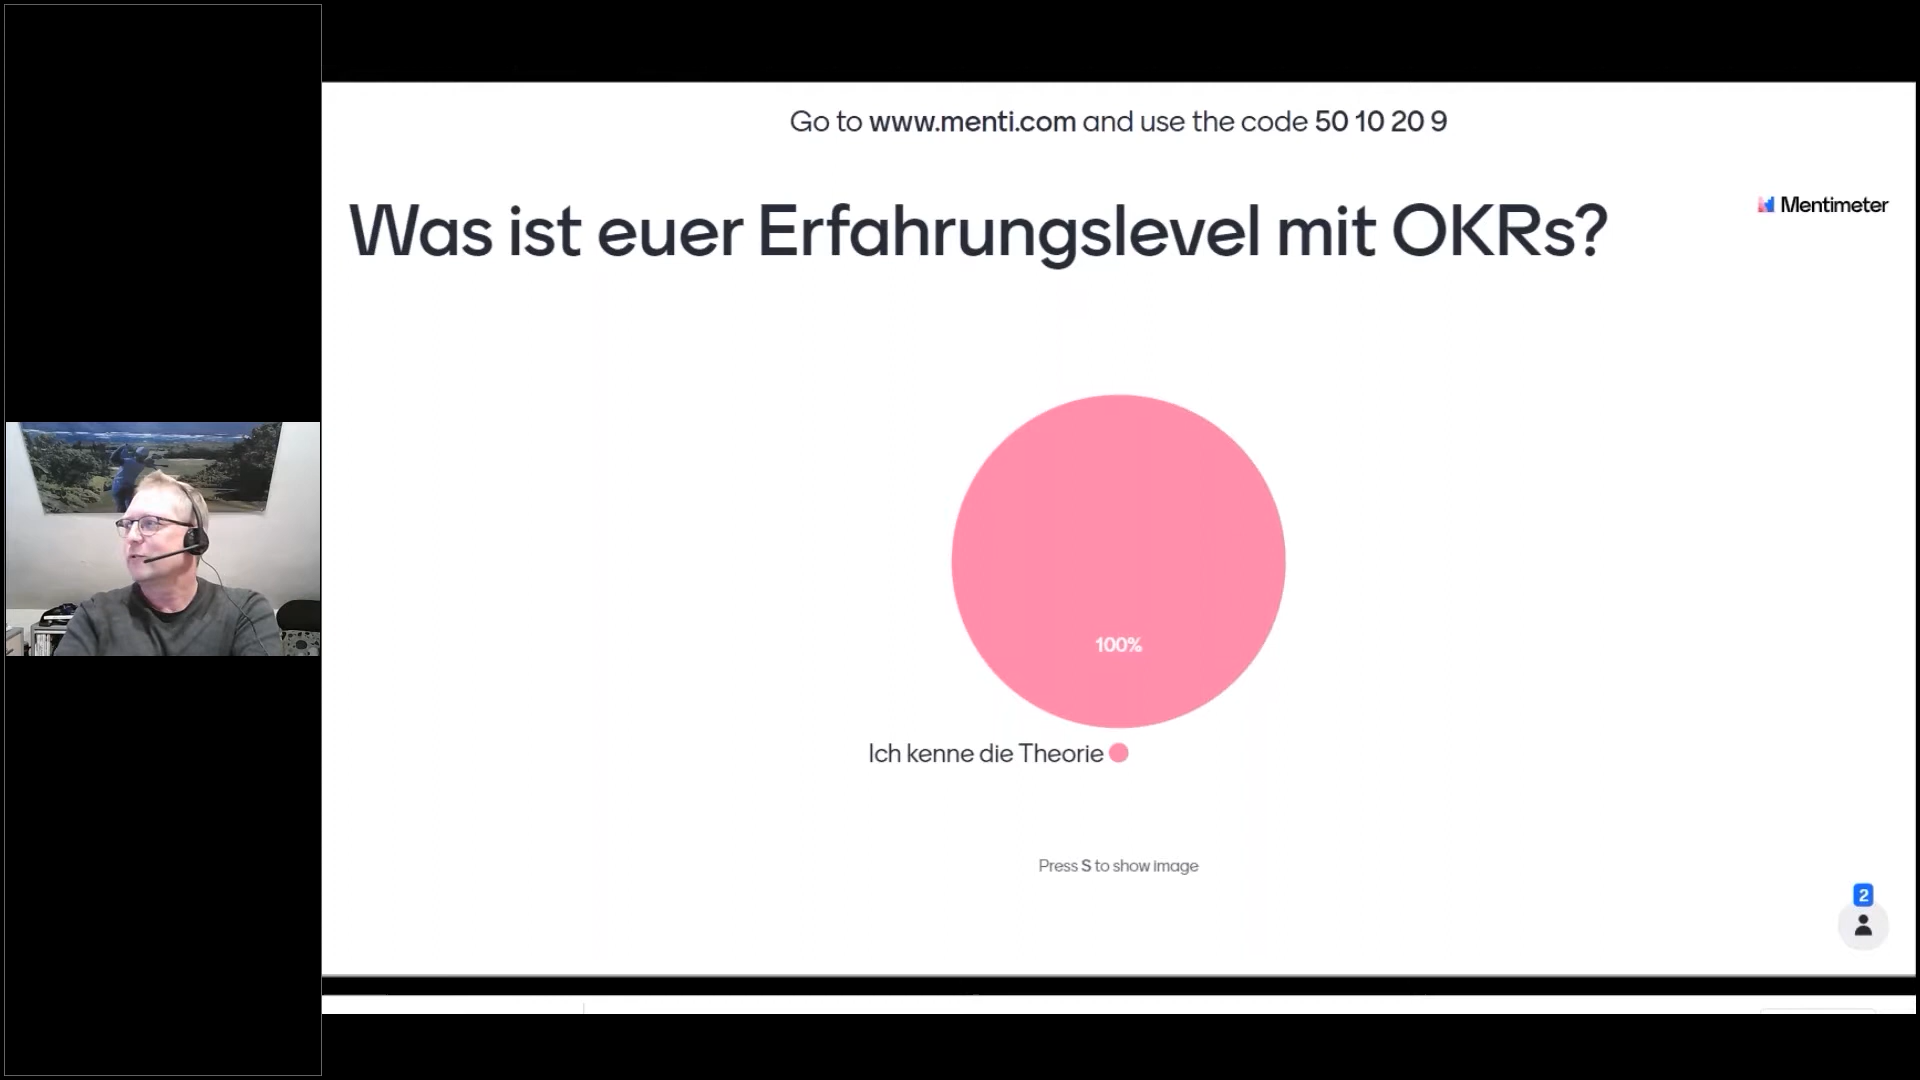 Go to www.menti.com and use the code 50 10 20 9
Was ist euer Erfahrungslevel mit OKRs?
Mentimeter
100%
Ich kenne die Theorie
Press S to show image
2